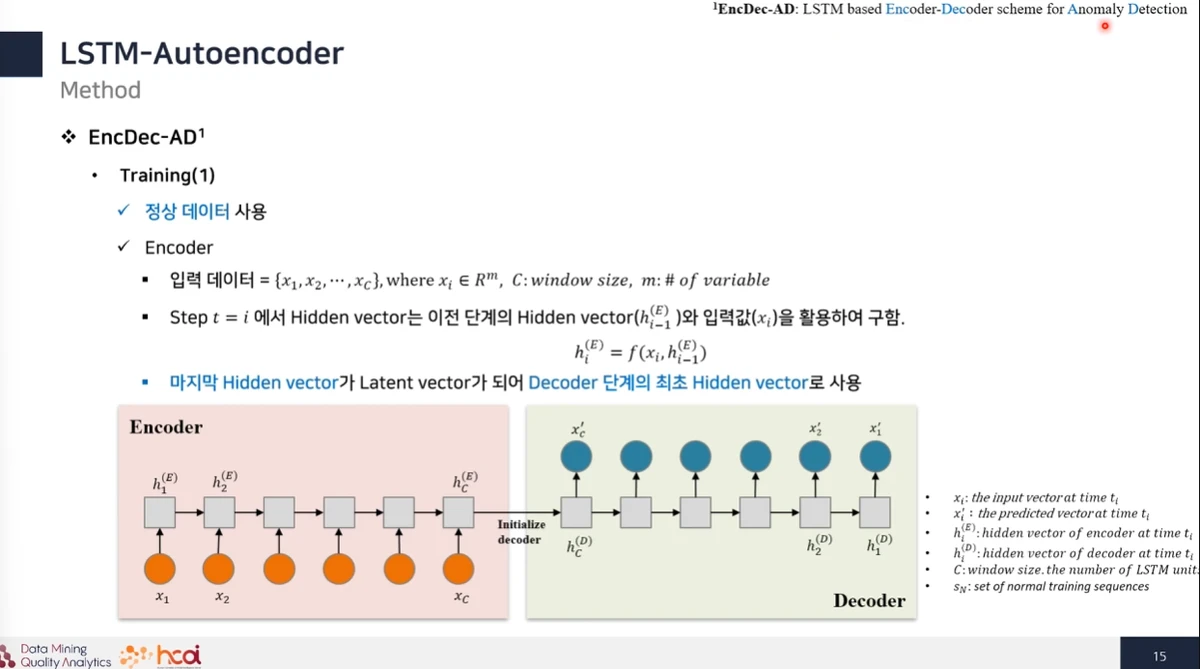 ¹EncDec-AD: LSTM based Encoder-Decoder scheme for Anomaly Detection
LSTM-Autoencoder
Method
❖ EncDec-AD¹
• Training(1)
✓ 정상 데이터 사용
✓ Encoder
▪ 입력 데이터 = {x₁, x₂, ⋯, x_C}, where xᵢ ∈ Rᵐ, C: window size, m: # of variable
▪ Step t = i 에서 Hidden vector는 이전 단계의 Hidden vector(h_{i−1}^{(E)})와 입력값(xᵢ)을 활용하여 구함.
h_i^{(E)} = f(xᵢ, h_{i−1}^{(E)})
▪ 마지막 Hidden vector가 Latent vector가 되어 Decoder 단계의 최초 Hidden vector로 사용
Encoder
h_1^{(E)} h_2^{(E)} h_C^{(E)}
x₁ x₂ x_C
Initialize
decoder
x′_c x′₂ x′₁
h_C^{(D)} h_2^{(D)} h_1^{(D)}
Decoder
• xᵢ: the input vector at time tᵢ
• x′ᵢ : the predicted vector at time tᵢ
• h_i^{(E)}: hidden vector of encoder at time tᵢ
• h_i^{(D)}: hidden vector of decoder at time tᵢ
• C: window size. the number of LSTM unit
• s_N: set of normal training sequences
Data Mining
Quality Analytics
hcai
15